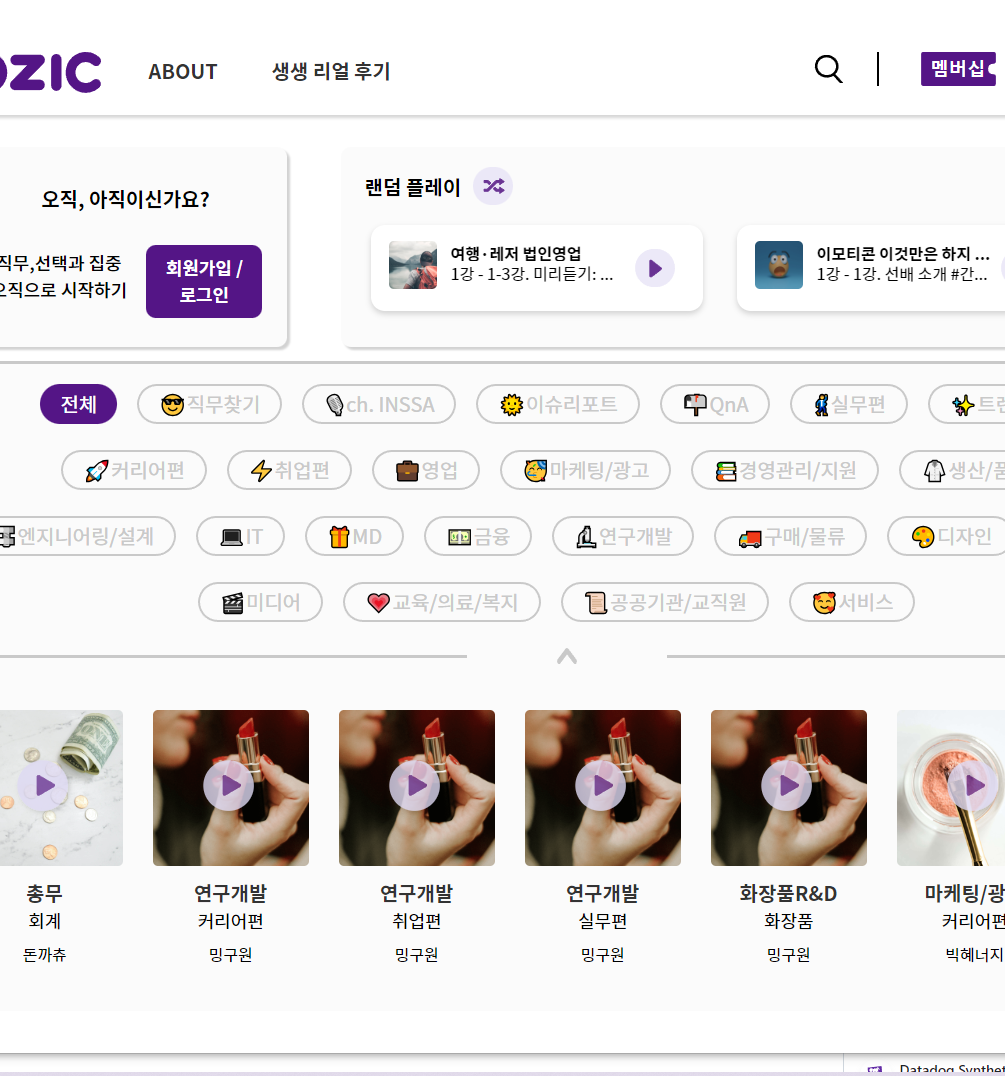 ZIC
ABOUT
생생 리얼 후기
멤버십
오직, 아직이신가요?
직무,선택과 집중
오직으로 시작하기
회원가입 /
로그인
랜덤 플레이
여행·레저 법인영업
1강 - 1-3강. 미리듣기: ...
이모티콘 이것만은 하지 ...
1강 - 1강. 선배 소개 #간...
전체
직무찾기
ch. INSSA
이슈리포트
QnA
실무편
트렌
커리어편
취업편
영업
마케팅/광고
경영관리/지원
생산/품
엔지니어링/설계
IT
MD
금융
연구개발
구매/물류
디자인
미디어
교육/의료/복지
공공기관/교직원
서비스
총무
회계
돈까츄
연구개발
커리어편
밍구원
연구개발
취업편
밍구원
연구개발
실무편
밍구원
화장품R&D
화장품
밍구원
마케팅/광
커리어편
빅헤너지
Datadog Synthet